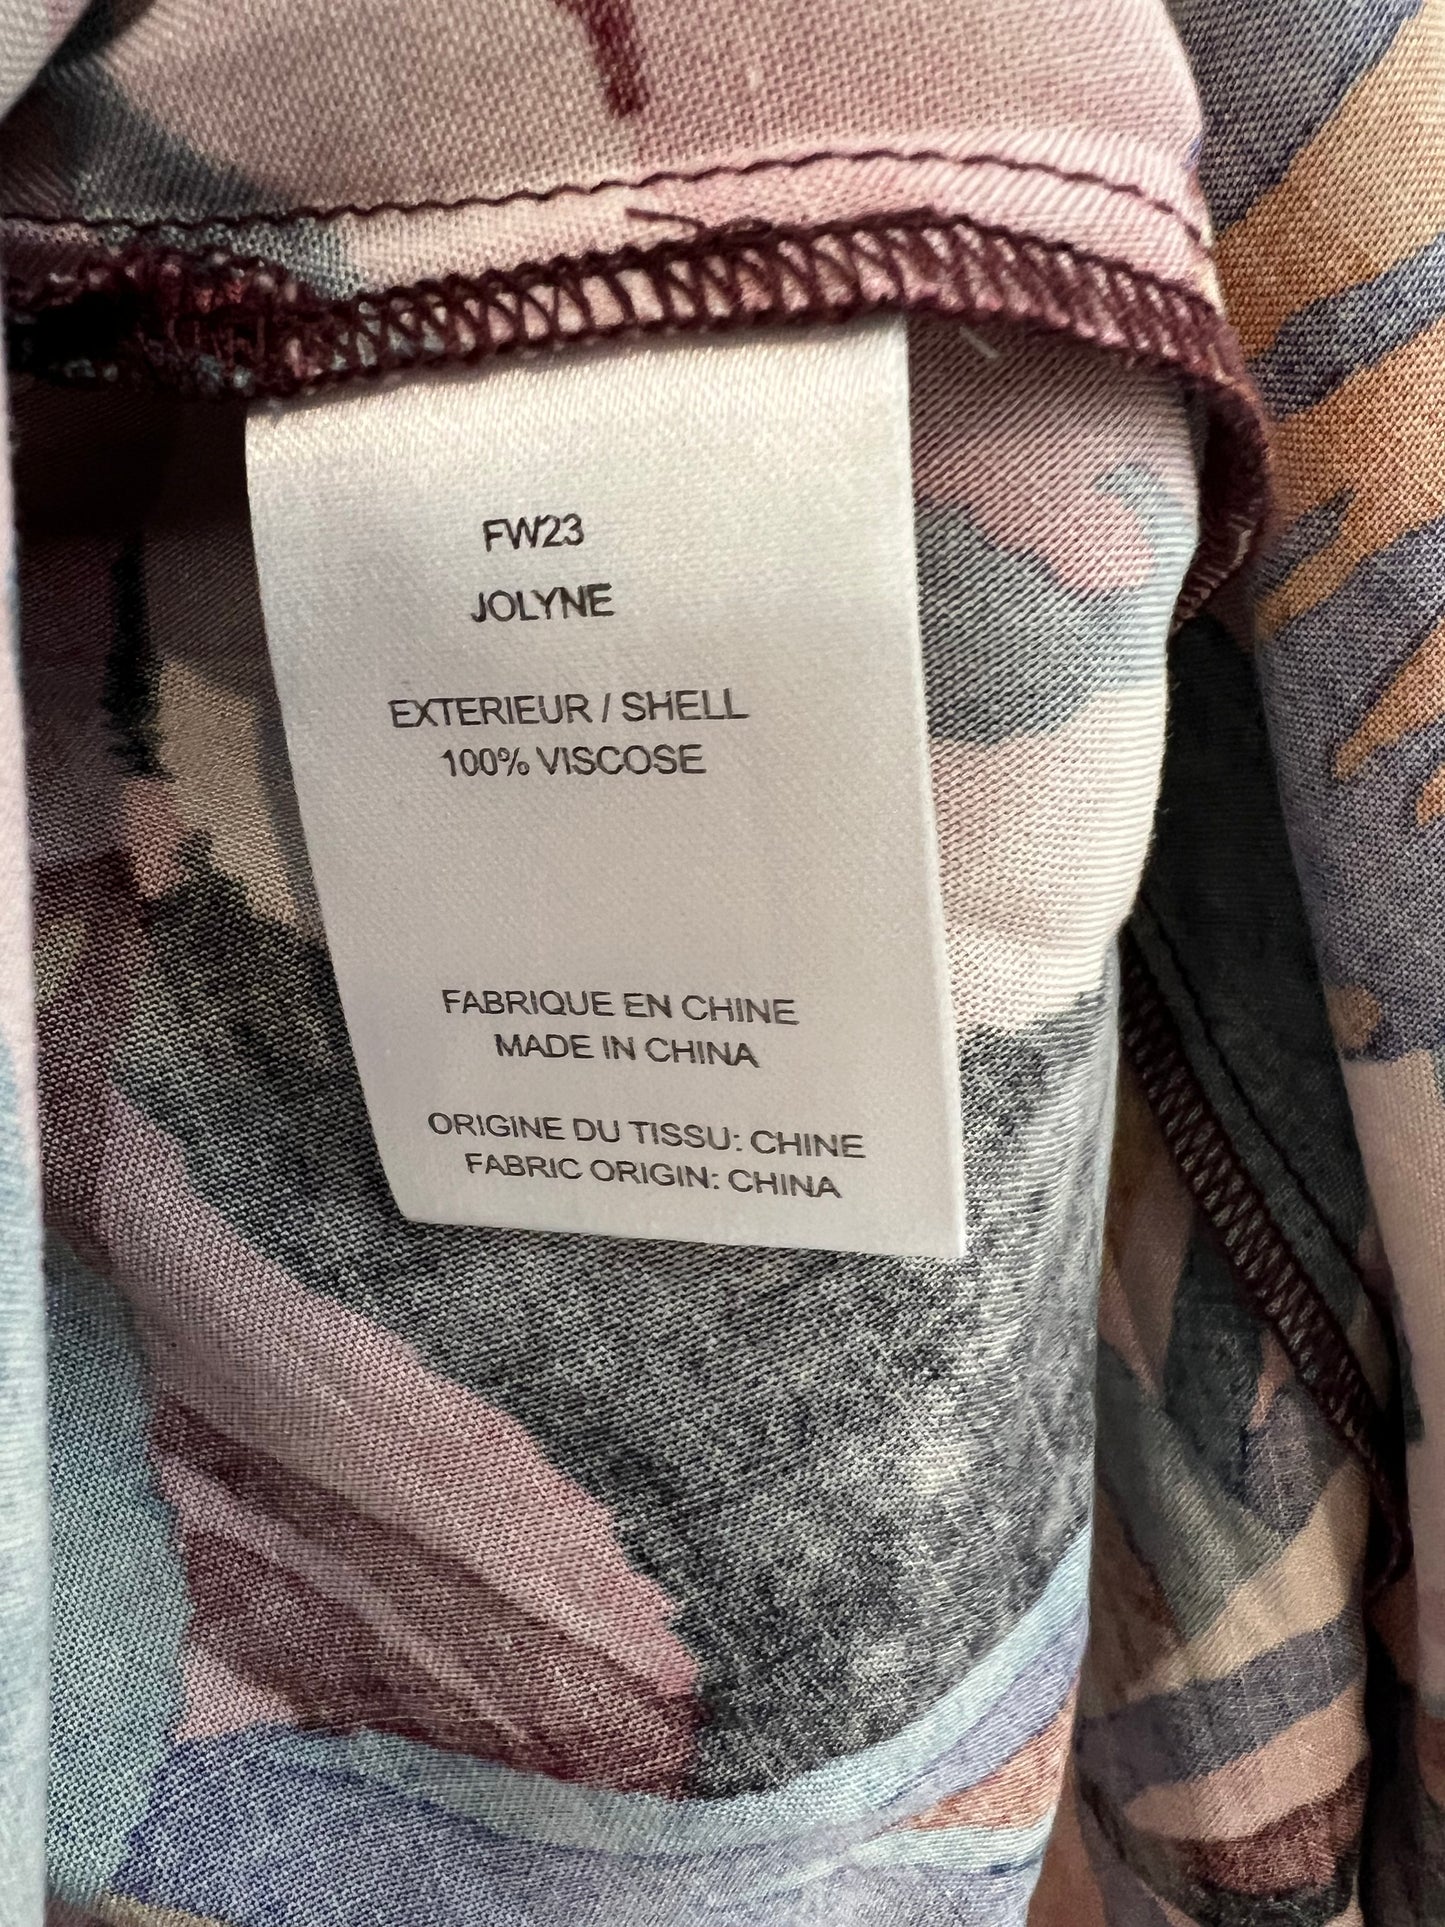 FW23
JOLYNE
EXTERIEUR / SHELL
100% VISCOSE
FABRIQUE EN CHINE
MADE IN CHINA
ORIGINE DU TISSU: CHINE
FABRIC ORIGIN: CHINA